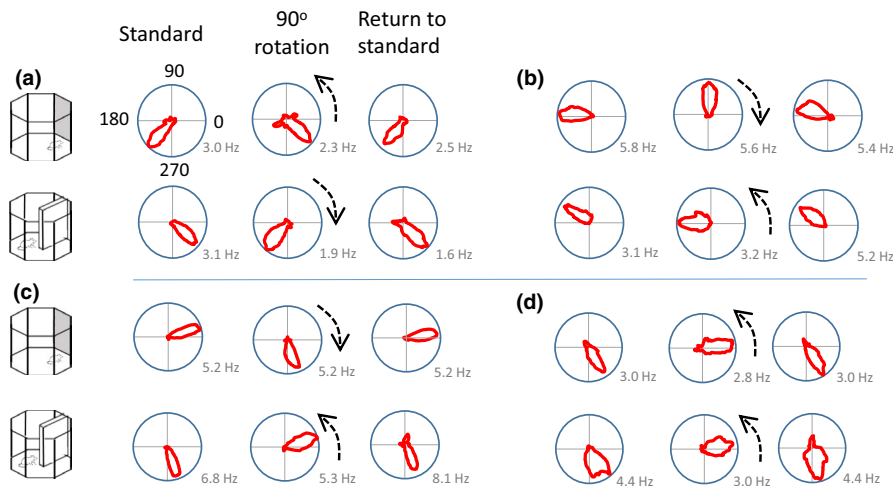 Standard
90° rotation
Return to standard
(a)
90
180
0
270
3.0 Hz
2.3 Hz
2.5 Hz
3.1 Hz
1.9 Hz
1.6 Hz
(b)
5.8 Hz
5.6 Hz
5.4 Hz
3.1 Hz
3.2 Hz
5.2 Hz
(c)
5.2 Hz
5.2 Hz
5.2 Hz
6.8 Hz
5.3 Hz
8.1 Hz
(d)
3.0 Hz
2.8 Hz
3.0 Hz
4.4 Hz
3.0 Hz
4.4 Hz